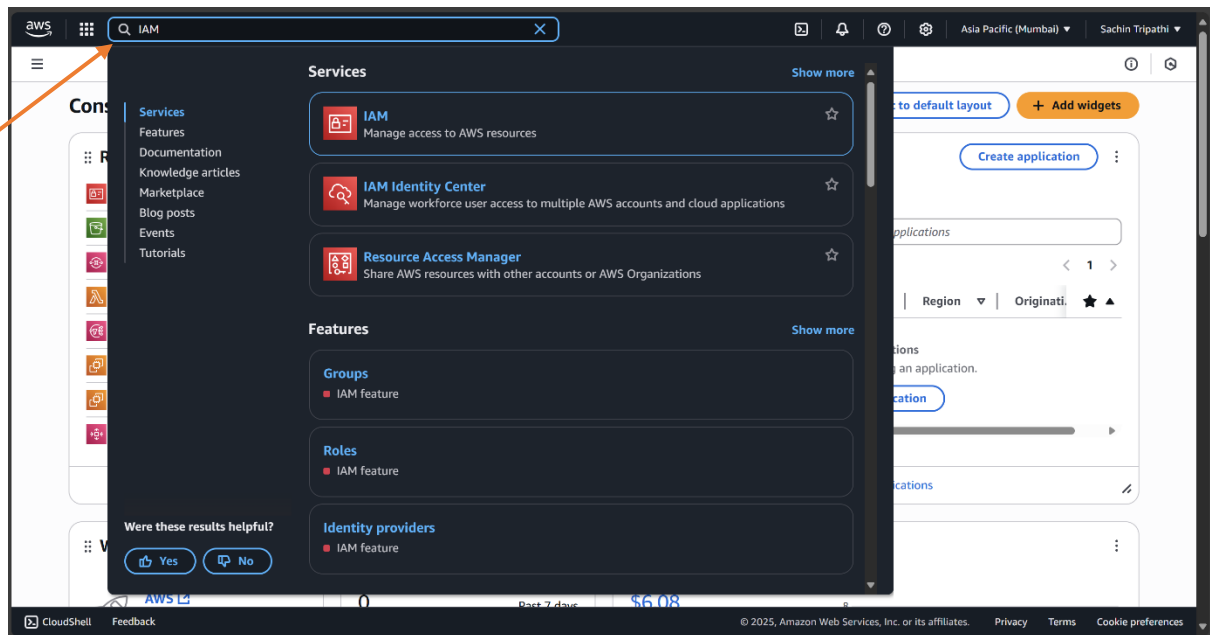 aws
IAM
Asia Pacific (Mumbai) ▼
Sachin Tripathi ▼
Services
Features
Documentation
Knowledge articles
Marketplace
Blog posts
Events
Tutorials
Were these results helpful?
Yes
No
Services
Show more
IAM
Manage access to AWS resources
IAM Identity Center
Manage workforce user access to multiple AWS accounts and cloud applications
Resource Access Manager
Share AWS resources with other accounts or AWS Organizations
Features
Show more
Groups
IAM feature
Roles
IAM feature
Identity providers
IAM feature
Cons
to default layout
+ Add widgets
R
Create application
pplications
1
Region
Originati.
tions
an application.
cation
ications
W
AWS
0
Past 7 days
$6.08
CloudShell
Feedback
© 2025, Amazon Web Services, Inc. or its affiliates.
Privacy
Terms
Cookie preferences